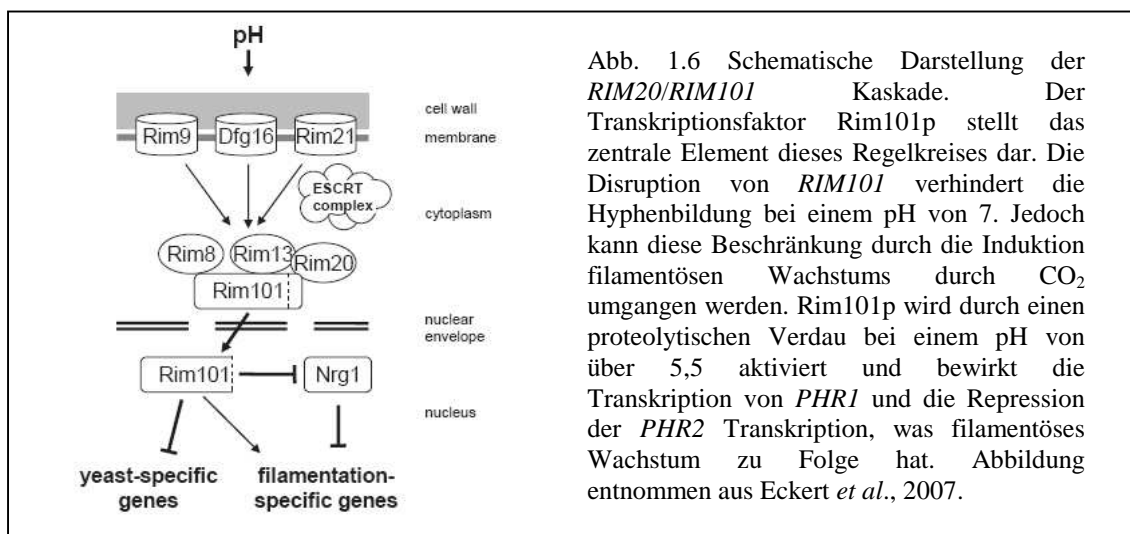 pH
cell wall
Rim9 Dfg16 Rim21
membrane
ESCRT
complex
cytoplasm
Rim8 Rim13 Rim20
Rim101
nuclear
envelope
Rim101 Nrg1
nucleus
yeast-specific
genes
filamentation-
specific genes
Abb. 1.6 Schematische Darstellung der
RIM20/RIM101 Kaskade. Der
Transkriptionsfaktor Rim101p stellt das
zentrale Element dieses Regelkreises dar. Die
Disruption von RIM101 verhindert die
Hyphenbildung bei einem pH von 7. Jedoch
kann diese Beschränkung durch die Induktion
filamentösen Wachstums durch CO₂
umgangen werden. Rim101p wird durch einen
proteolytischen Verdau bei einem pH von
über 5,5 aktiviert und bewirkt die
Transkription von PHR1 und die Repression
der PHR2 Transkription, was filamentöses
Wachstum zu Folge hat. Abbildung
entnommen aus Eckert et al., 2007.